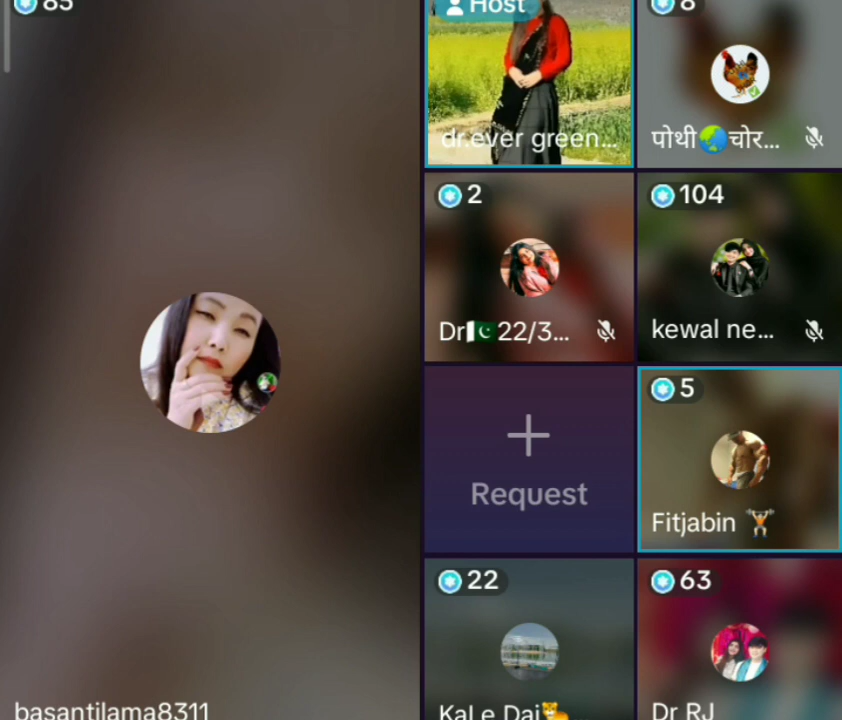 85
basantilama8311
Host
dr.ever green...
8
पोथी🌏चोर...
2
Dr🇵🇰22/3...
104
kewal ne...
+
Request
5
Fitjabin 🏋
22
Kal e Dai🐯
63
Dr RJ